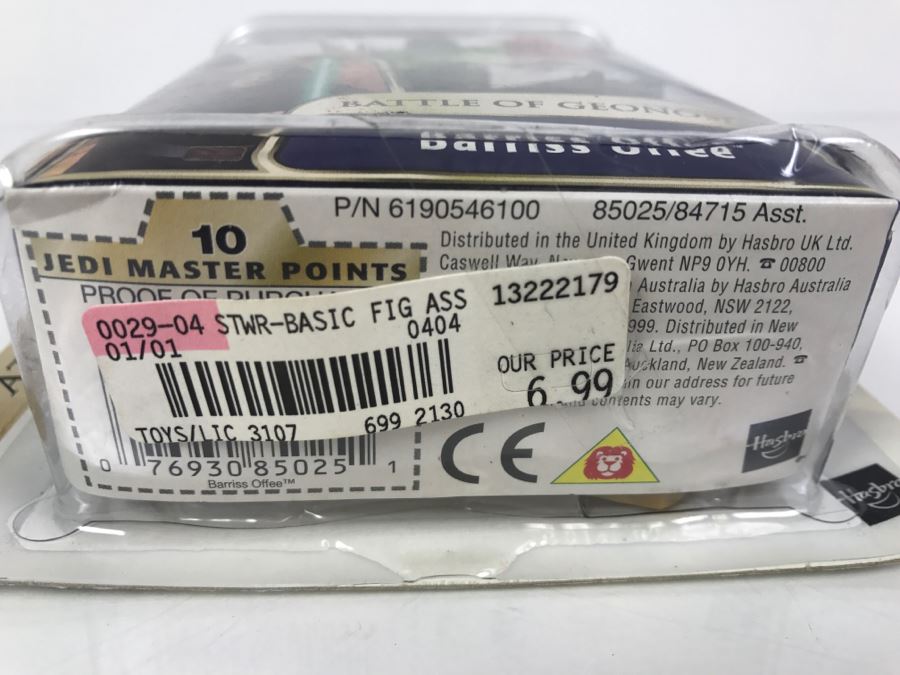 BATTLE OF GEONO
Barriss Offee™
P/N 6190546100 85025/84715 Asst.
10
JEDI MASTER POINTS
PROOF OF
Distributed in the United Kingdom by Hasbro UK Ltd.
Caswell Way, Gwent NP9 0YH. ☎ 00800
Australia by Hasbro Australia
Eastwood, NSW 2122,
999. Distributed in New
Ltd., PO Box 100-940,
Auckland, New Zealand. ☎
in our address for future
contents may vary.
0029-04 STWR-BASIC FIG ASS 13222179
01/01 0404
OUR PRICE
6.99
TOYS/LIC 3107 699 2130
0 76930 85025 1
Barriss Offee™
CE
Hasbro
Hasbro